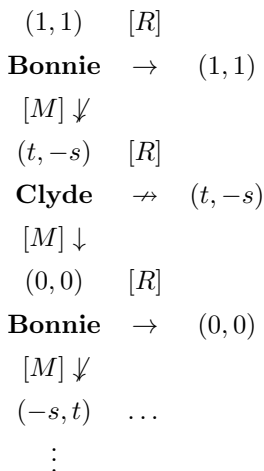 (1, 1) [R]
Bonnie → (1, 1)
[M] ↓̸
(t, −s) [R]
Clyde ↛ (t, −s)
[M] ↓
(0, 0) [R]
Bonnie → (0, 0)
[M] ↓̸
(−s, t) …
⋮